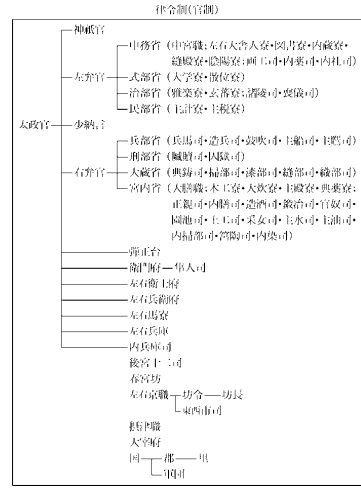 律令制(官制)
神祇官
中務省(中宮職;左右大舎人寮・図書寮・内蔵寮・
縫殿寮・陰陽寮;画工司・内薬司・内礼司)
左弁官
式部省(大学寮・散位寮)
治部省(雅楽寮・玄蕃寮;諸陵司・喪儀司)
民部省(主計寮・主税寮)
太政官
少納言
兵部省(兵馬司・造兵司・鼓吹司・主船司・主鷹司)
刑部省(贓贖司・囚獄司)
右弁官
大蔵省(典鋳司・掃部司・漆部司・縫部司・織部司)
宮内省(大膳職;木工寮・大炊寮・主殿寮・典薬寮;
正親司・内膳司・造酒司・鍛冶司・官奴司・
園池司・土工司・采女司・主水司・主油司・
内掃部司・筥陶司・内染司)
弾正台
衛門府 隼人司
左右衛士府
左右兵衛府
左右馬寮
左右兵庫
内兵庫司
後宮十二司
春宮坊
左右京職 坊令 坊長
東西市司
摂津職
大宰府
国 郡 里
軍団